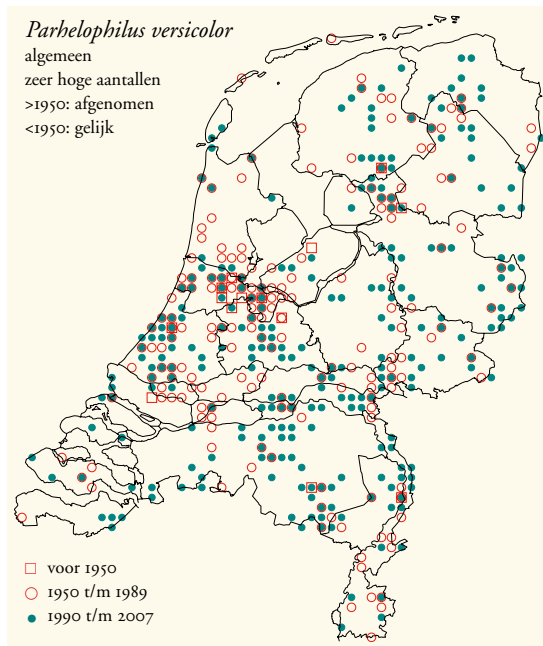 Parhelophilus versicolor
algemeen
zeer hoge aantallen
>1950: afgenomen
<1950: gelijk
voor 1950
1950 t/m 1989
1990 t/m 2007